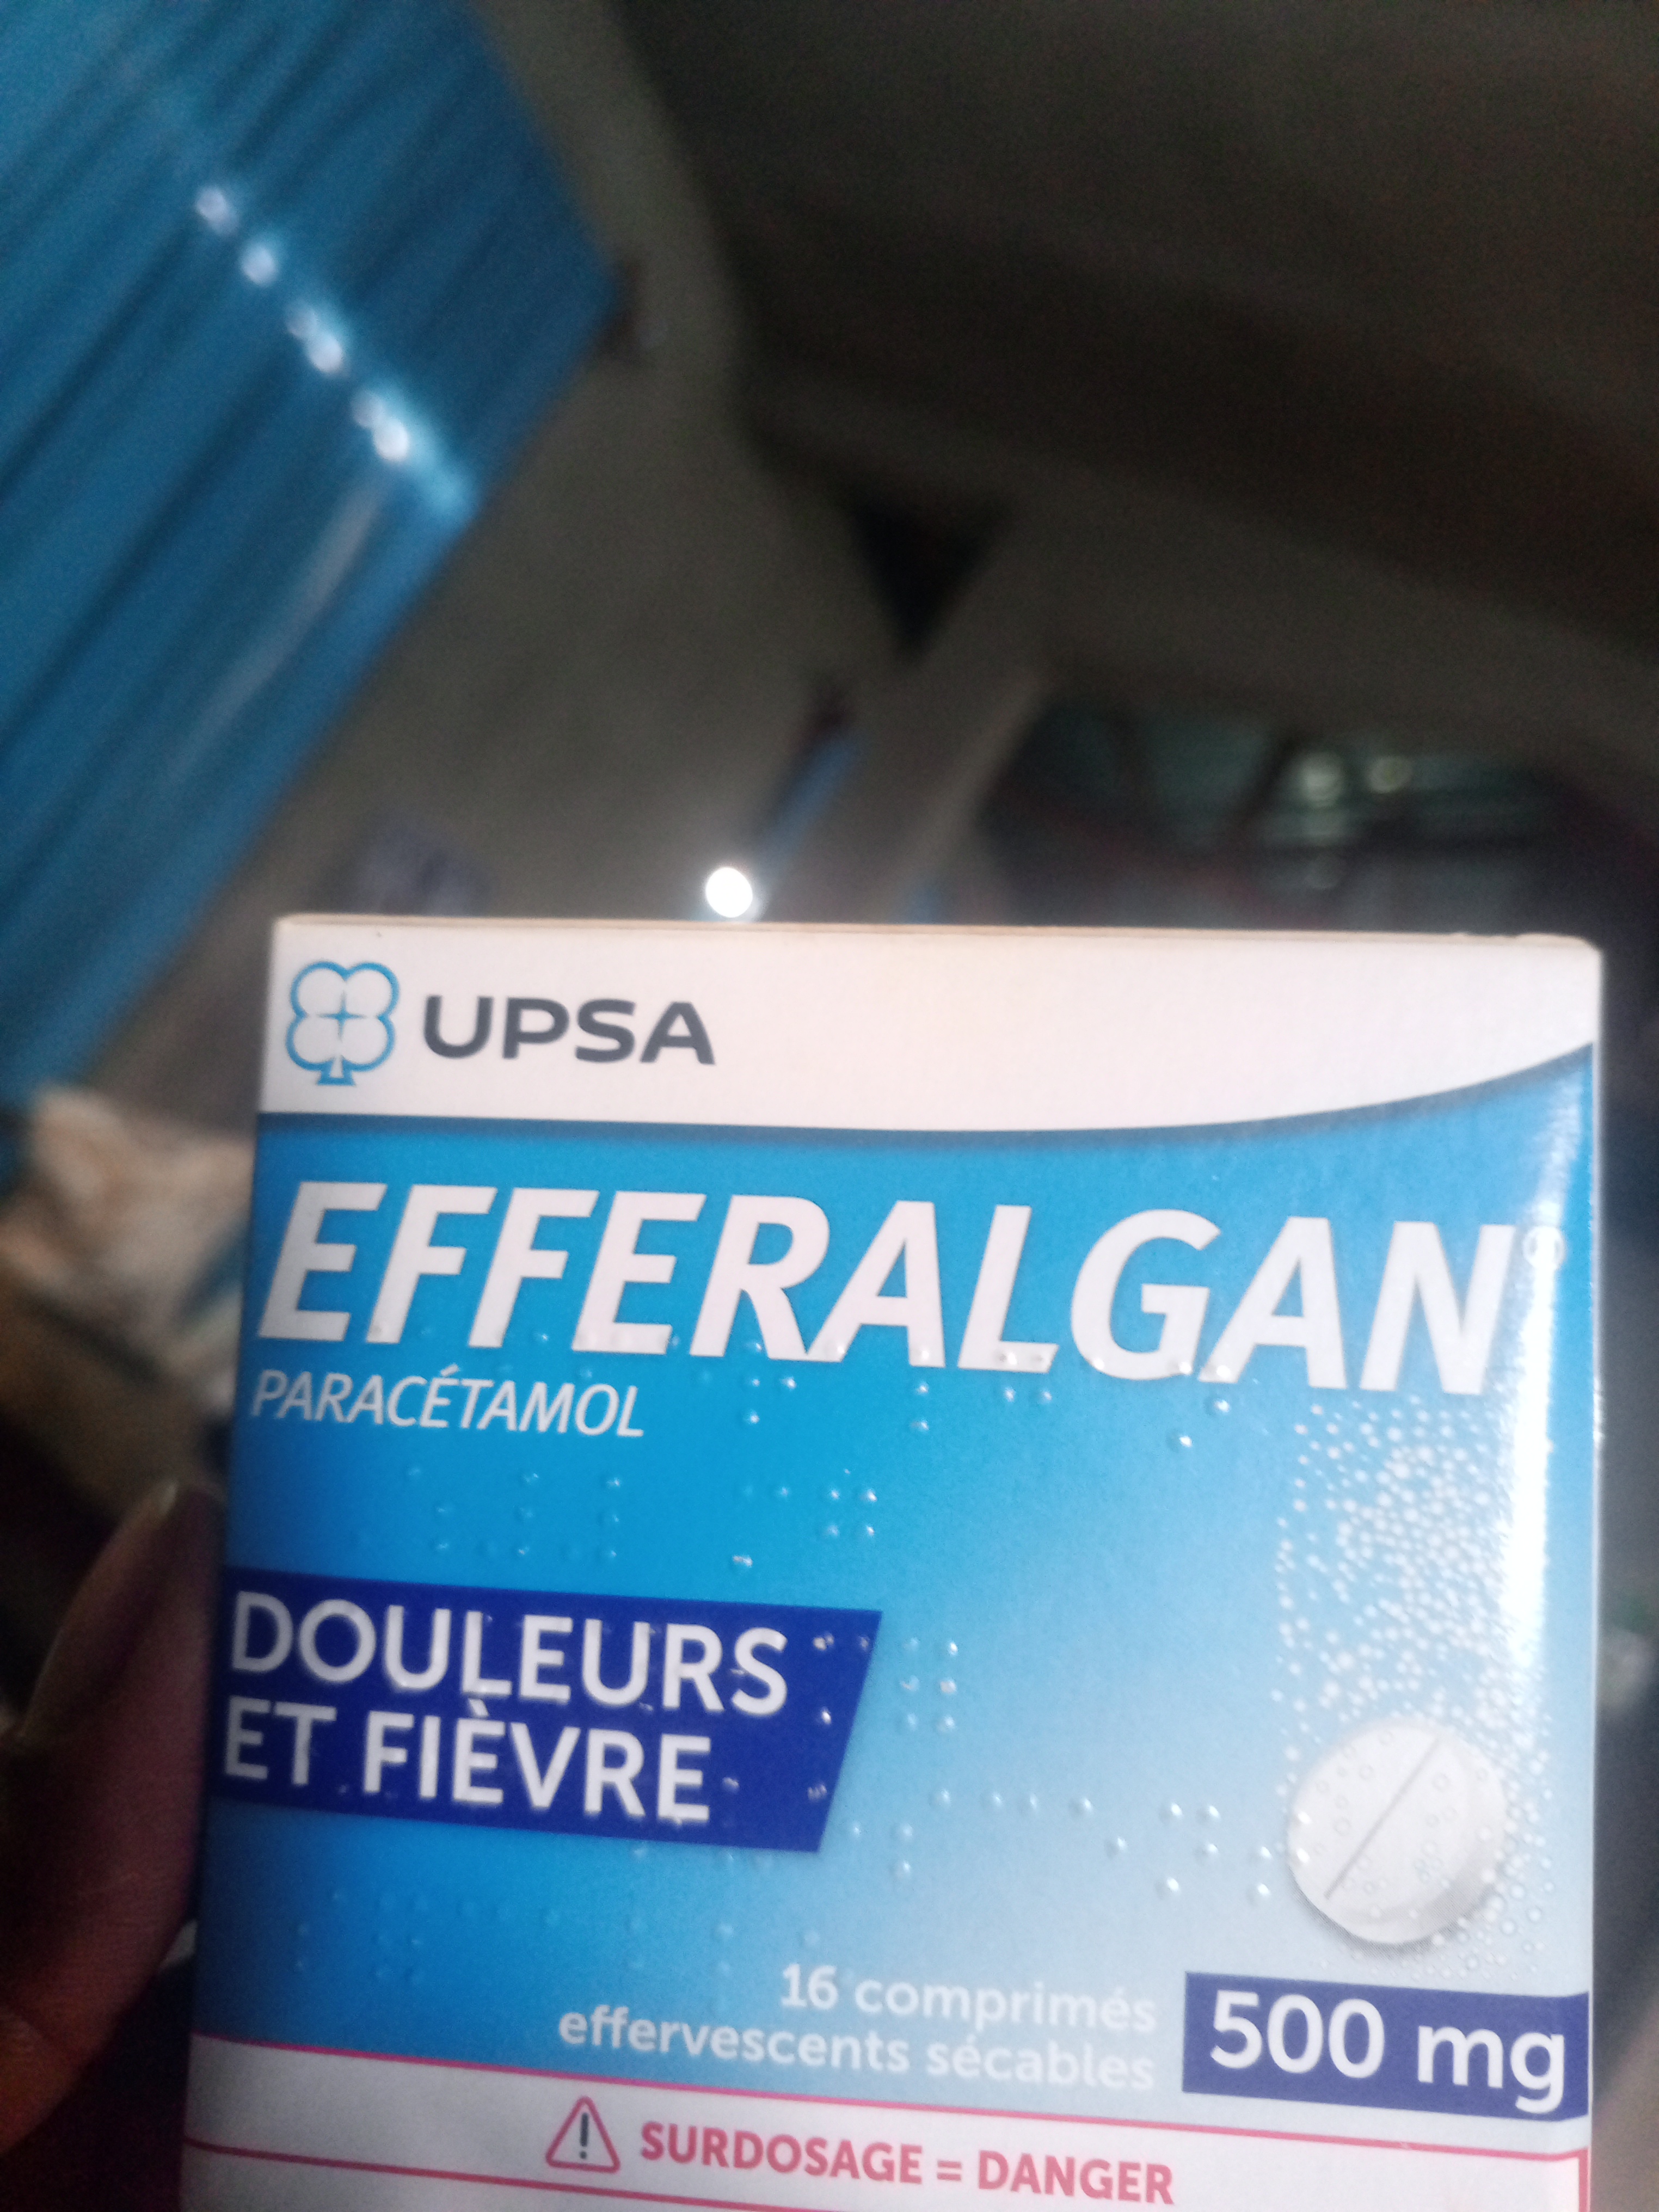 UPSA
EFFERALGAN®
PARACÉTAMOL
DOULEURS
ET FIÈVRE
16 comprimés
effervescents sécables
500 mg
SURDOSAGE = DANGER